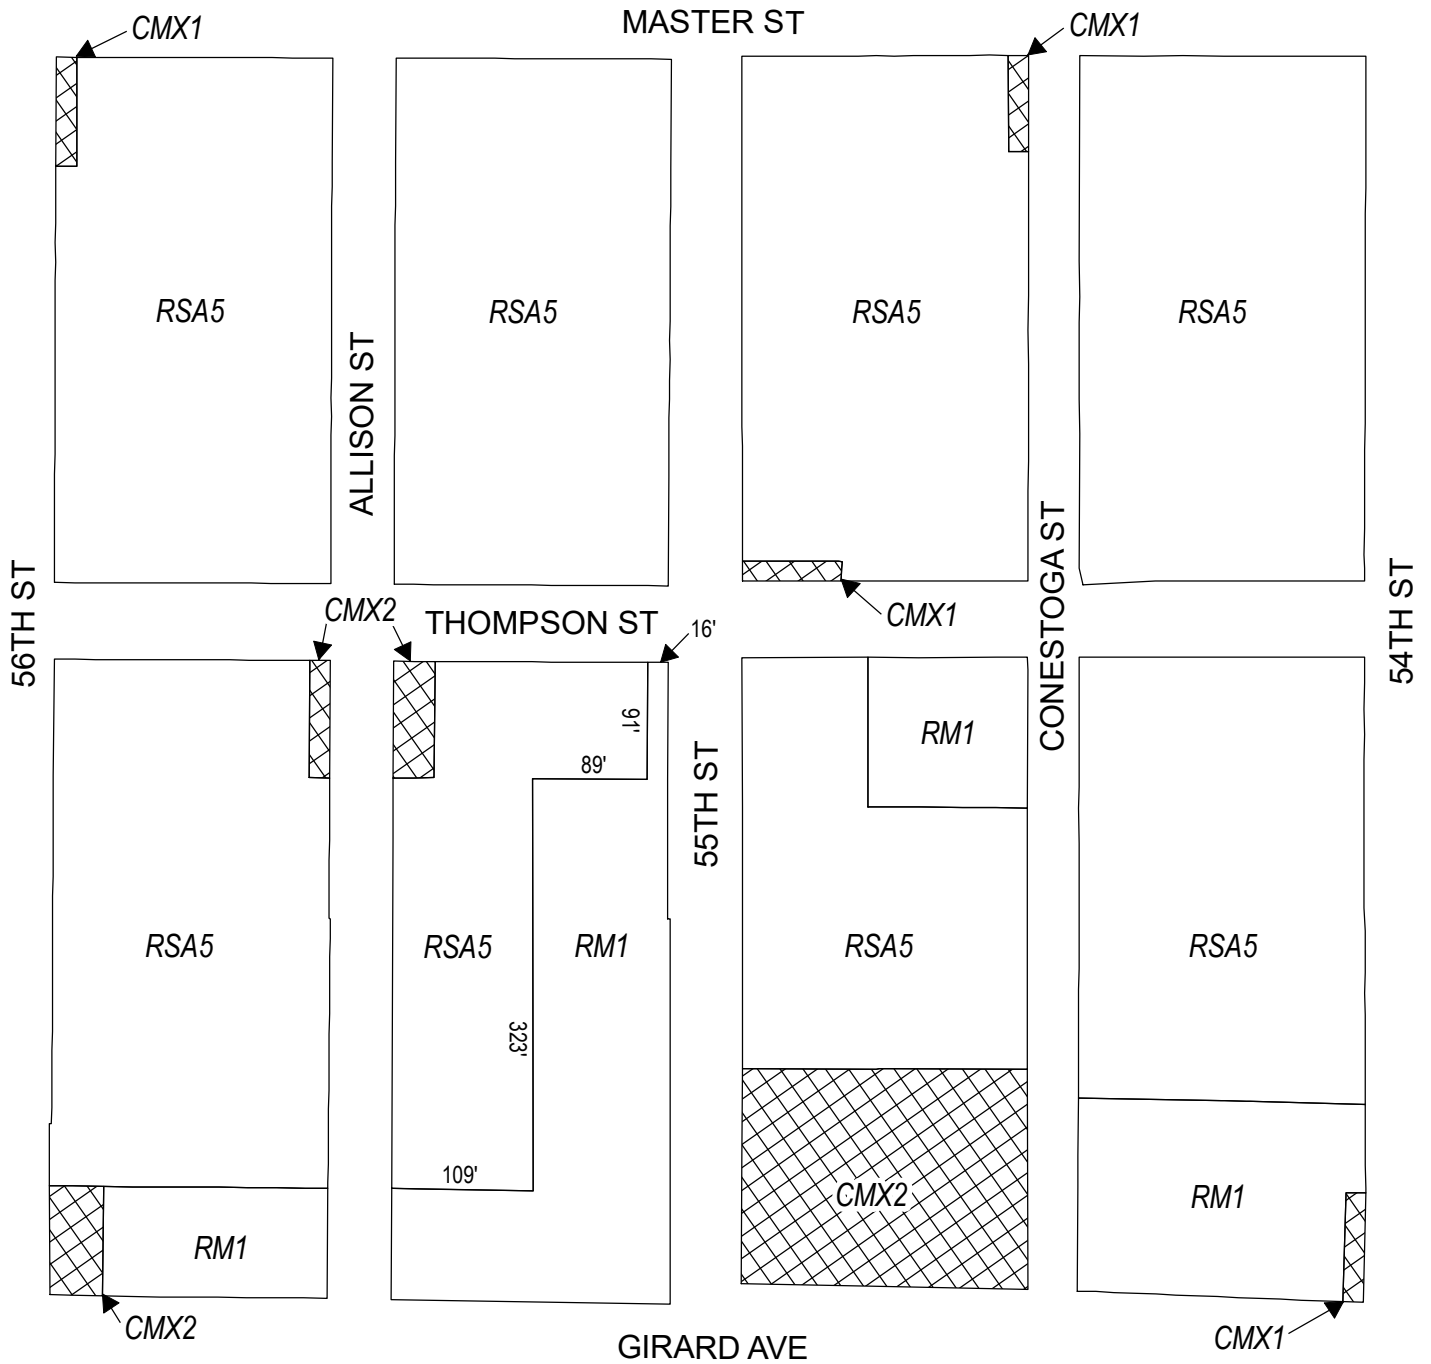 MASTER ST
CMX1
CMX1
RSA5
RSA5
RSA5
RSA5
ALLISON ST
CONESTOGA ST
56TH ST
54TH ST
CMX2
THOMPSON ST
16'
CMX1
91'
89'
RM1
55TH ST
RSA5
RSA5
RM1
RSA5
RSA5
323'
109'
CMX2
RM1
RM1
CMX2
CMX1
GIRARD AVE